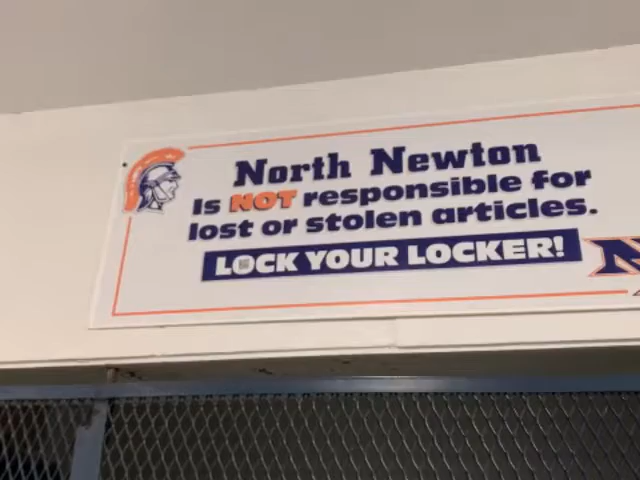 North Newton
Is NOT responsible for
lost or stolen articles.
LOCK YOUR LOCKER!
N